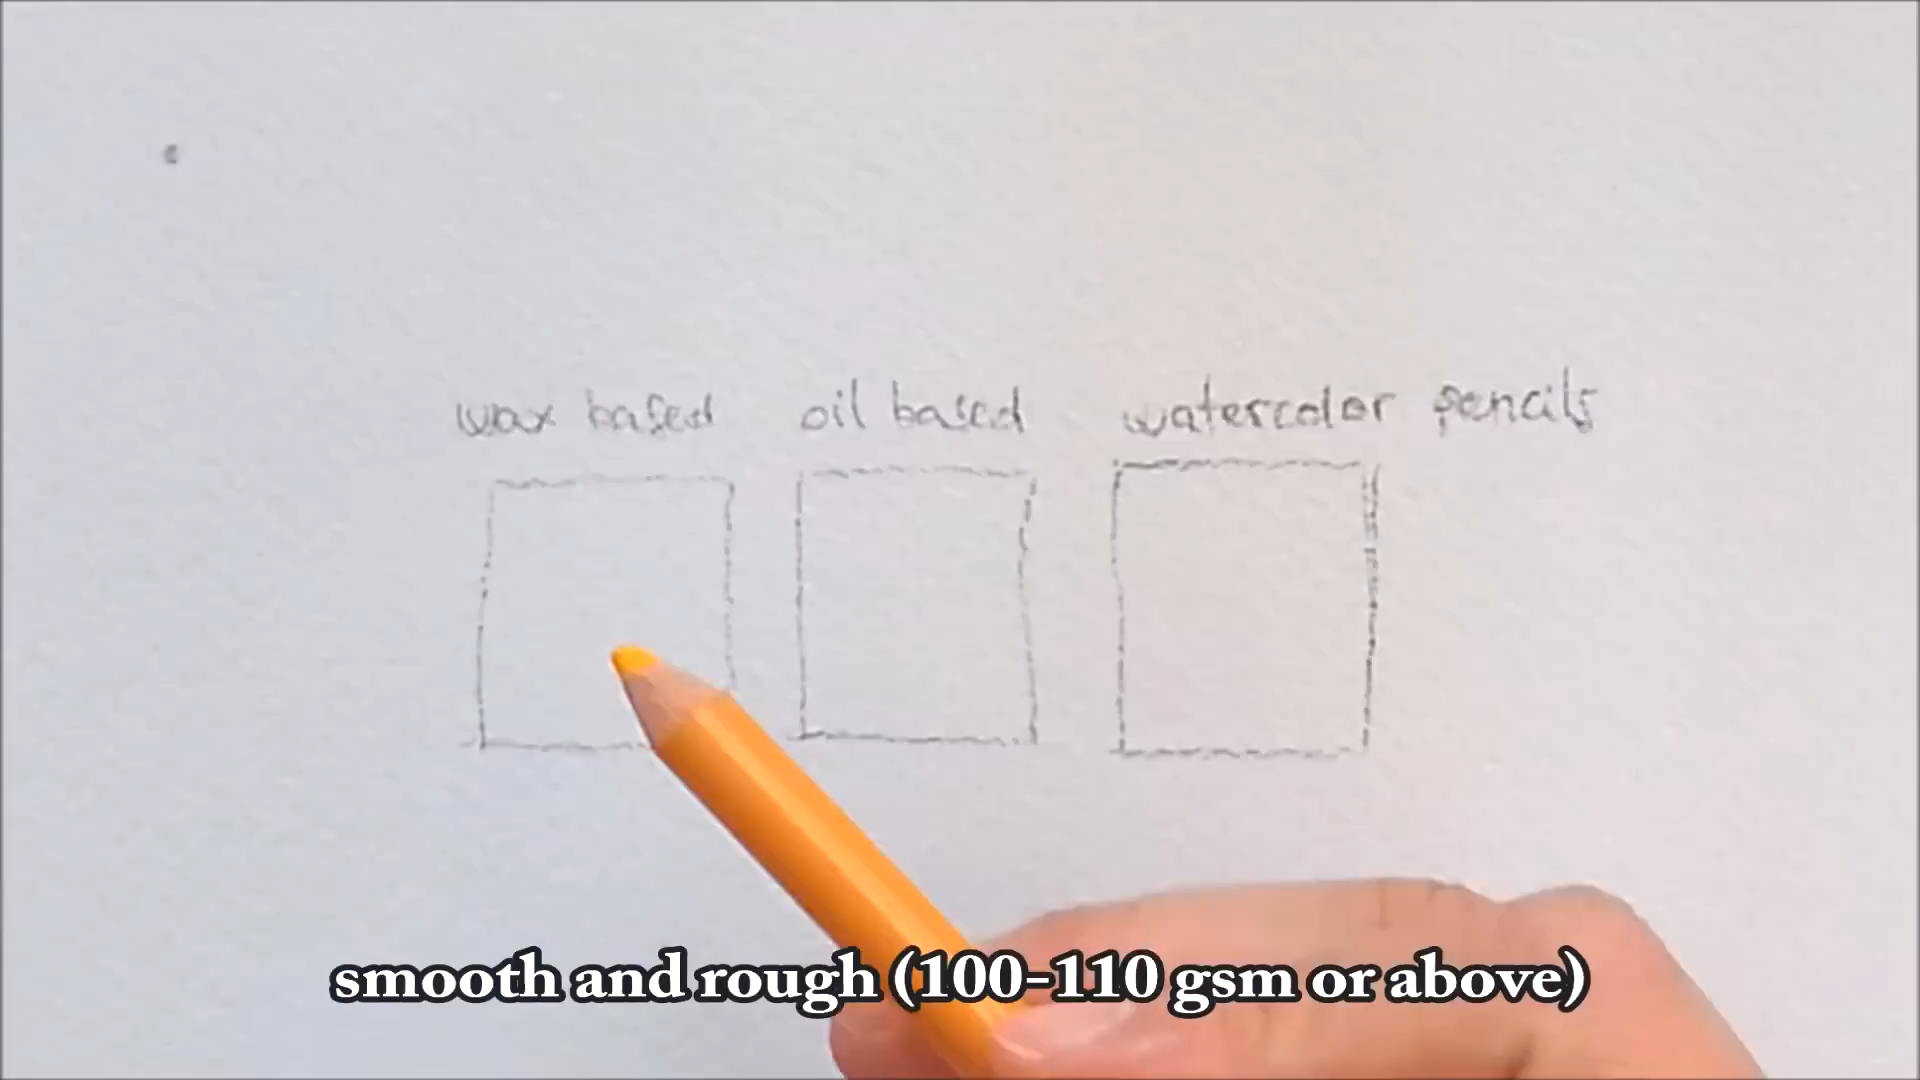 wax based oil based watercolor pencils
smooth and rough (100-110 gsm or above)